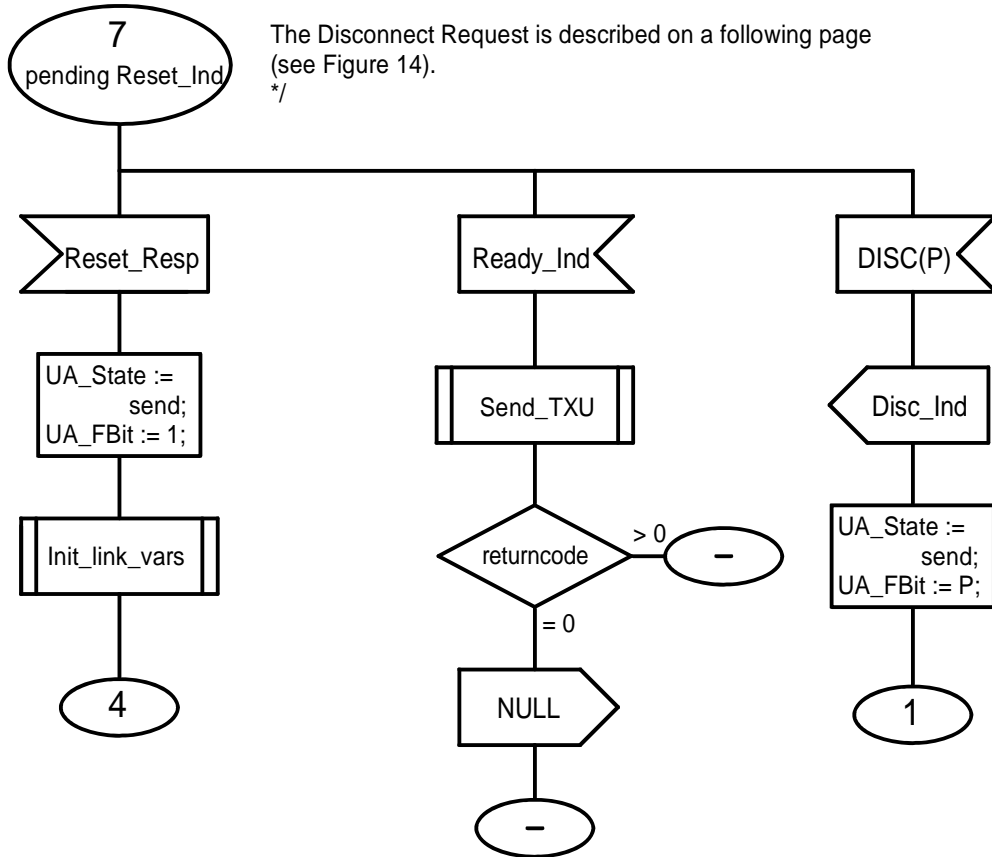 7
pending Reset_Ind
The Disconnect Request is described on a following page
(see Figure 14).
*/
Reset_Resp
UA_State :=
send;
UA_FBit := 1;
Init_link_vars
4
Ready_Ind
Send_TXU
returncode
> 0
–
= 0
NULL
–
DISC(P)
Disc_Ind
UA_State :=
send;
UA_FBit := P;
1